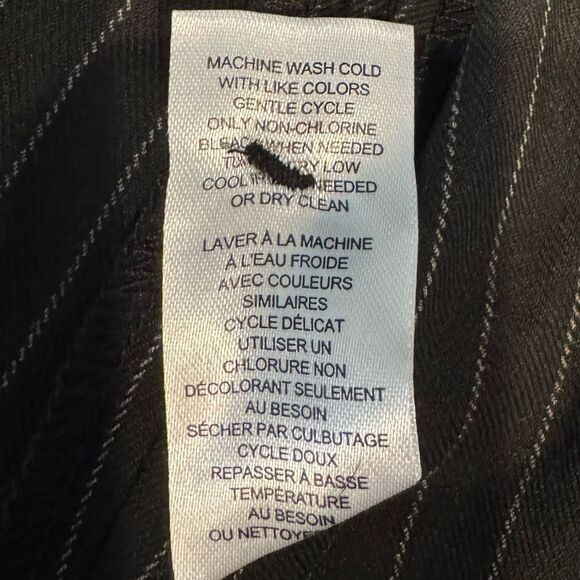 MACHINE WASH COLD
WITH LIKE COLORS
GENTLE CYCLE
ONLY NON-CHLORINE
BLEACH WHEN NEEDED
DRY LOW
COOL NEEDED
OR DRY CLEAN
LAVER À LA MACHINE
À L'EAU FROIDE
AVEC COULEURS
SIMILAIRES
CYCLE DÉLICAT
UTILISER UN
CHLORURE NON
DÉCOLORANT SEULEMENT
AU BESOIN
SÉCHER PAR CULBUTAGE
CYCLE DOUX
REPASSER À BASSE
TEMPÉRATURE
AU BESOIN
OU